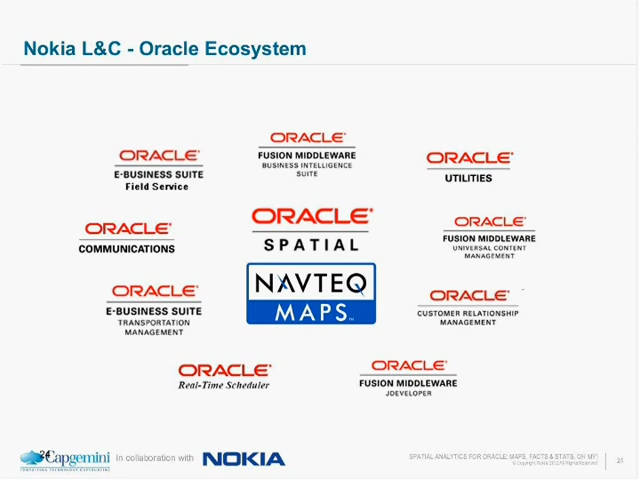 Nokia L&C - Oracle Ecosystem
ORACLE®
FUSION MIDDLEWARE
BUSINESS INTELLIGENCE
SUITE
ORACLE®
E-BUSINESS SUITE
Field Service
ORACLE®
UTILITIES
ORACLE®
SPATIAL
ORACLE®
COMMUNICATIONS
ORACLE®
FUSION MIDDLEWARE
UNIVERSAL CONTENT
MANAGEMENT
NAVTEQ
MAPS™
ORACLE®
E-BUSINESS SUITE
TRANSPORTATION
MANAGEMENT
ORACLE®
CUSTOMER RELATIONSHIP
MANAGEMENT
ORACLE®
Real-Time Scheduler
ORACLE®
FUSION MIDDLEWARE
JDEVELOPER
24
Capgemini
CONSULTING.TECHNOLOGY.OUTSOURCING
In collaboration with
NOKIA
SPATIAL ANALYTICS FOR ORACLE: MAPS, FACTS & STATS, OH MY!
© Copyright Nokia 2012 All Rights Reserved
24